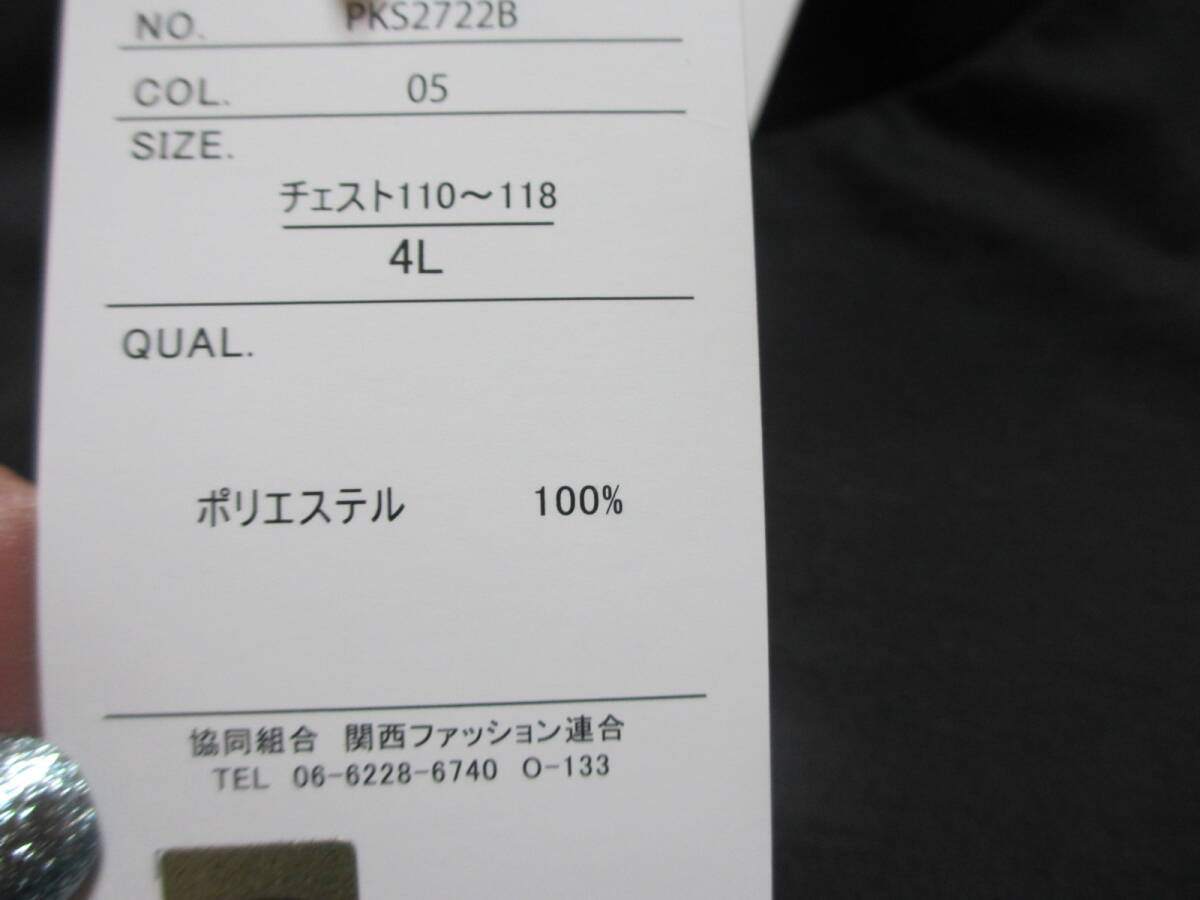 NO. PKS2722B
COL. 05
SIZE.
チェスト110～118
4L
QUAL.
ポリエステル 100%
協同組合 関西ファッション連合
TEL 06-6228-6740 O-133